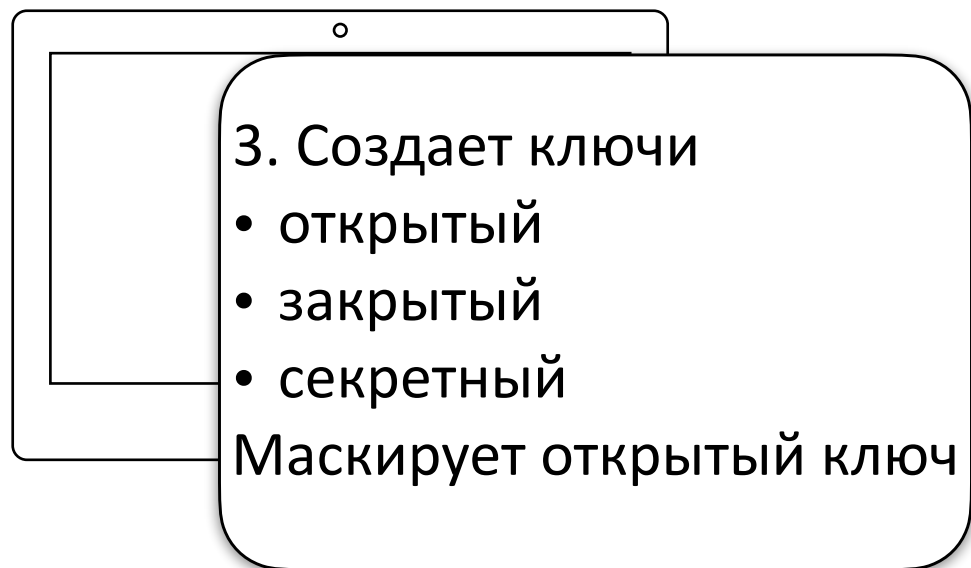 3. Создает ключи
• открытый
• закрытый
• секретный
Маскирует открытый ключ